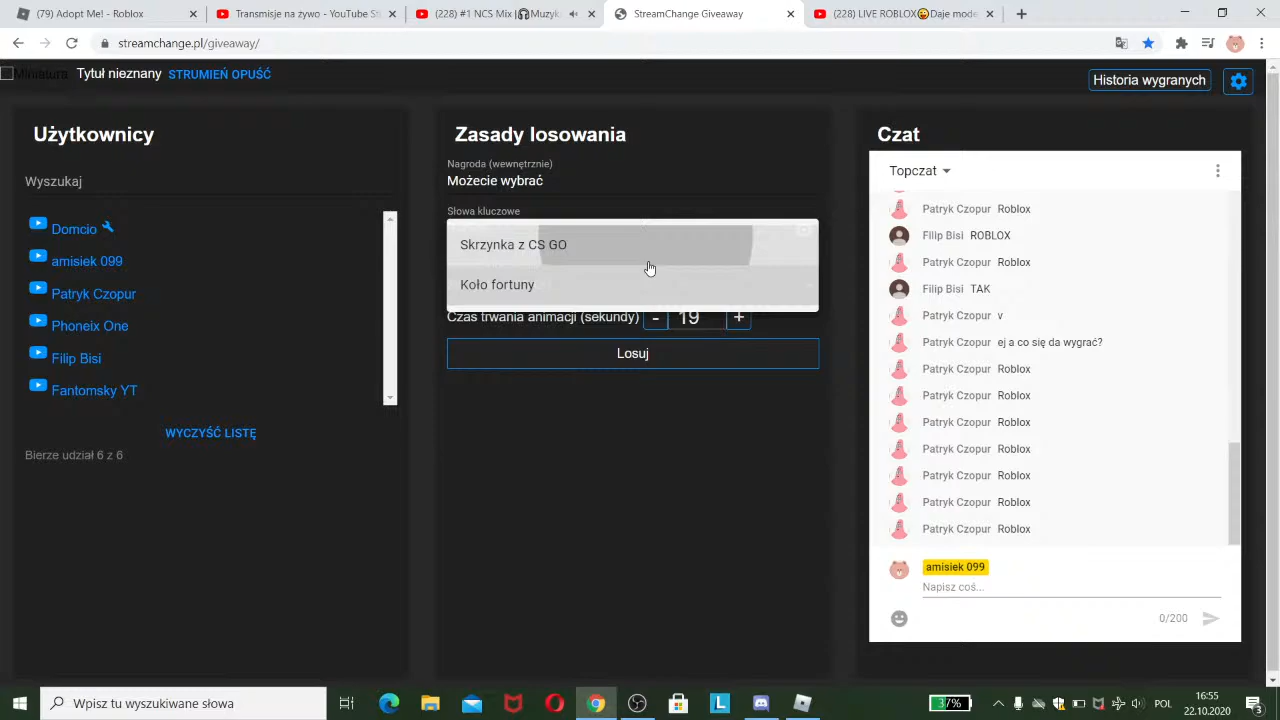 (79) Adopt Me! - Roblox
Transmisje na żywo - YouTube St
(228) #1 NCS Mix|🎧Muzyk
StreamChange Giveaway
(228) LIVE ROBLOX😀Daje mode
streamchange.pl/giveaway/
Miniatura
Tytuł nieznany
STRUMIEŃ OPUŚĆ
Historia wygranych
Użytkownicy
Wyszukaj
Domcio
amisiek 099
Patryk Czopur
Phoneix One
Filip Bisi
Fantomsky YT
WYCZYŚĆ LISTĘ
Bierze udział 6 z 6
Zasady losowania
Nagroda (wewnętrznie)
Możecie wybrać
Słowa kluczowe
Skrzynka z CS GO
Koło fortuny
Czas trwania animacji (sekundy) - 19 +
Losuj
Czat
Topczat
Patryk Czopur Roblox
Filip Bisi ROBLOX
Patryk Czopur Roblox
Filip Bisi TAK
Patryk Czopur v
Patryk Czopur ej a co się da wygrać?
Patryk Czopur Roblox
Patryk Czopur Roblox
Patryk Czopur Roblox
Patryk Czopur Roblox
Patryk Czopur Roblox
Patryk Czopur Roblox
Patryk Czopur Roblox
amisiek 099
Napisz coś...
0/200
Wpisz tu wyszukiwane słowa
37%
POL
16:55
22.10.2020
3